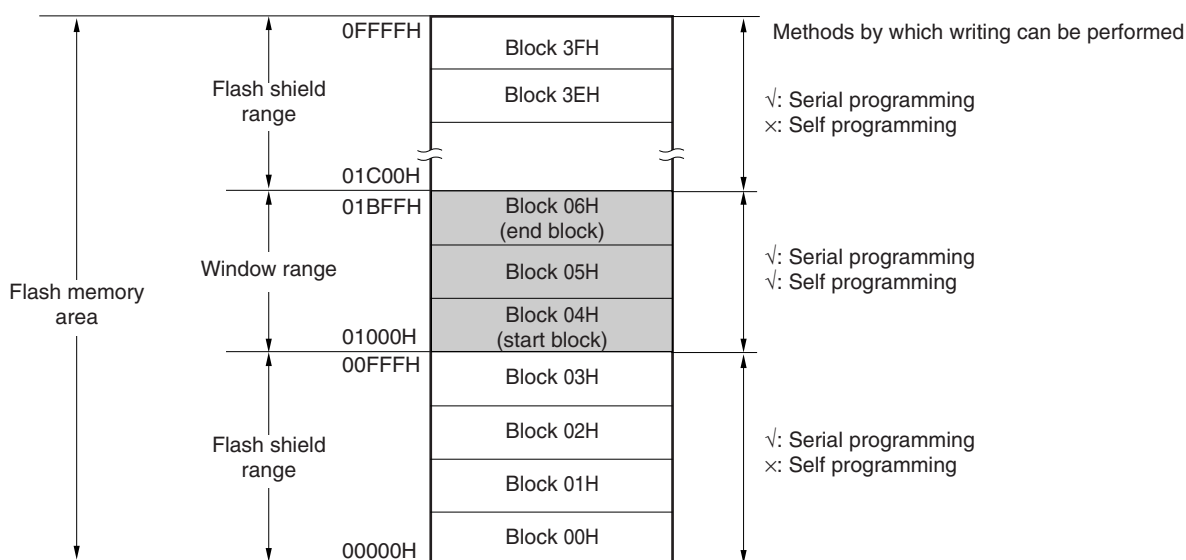 Methods by which writing can be performed
0FFFFH
Block 3FH
Block 3EH
Flash shield
range
√: Serial programming
×: Self programming
01C00H
01BFFH
Block 06H
(end block)
Block 05H
Block 04H
(start block)
Window range
√: Serial programming
√: Self programming
Flash memory
area
01000H
00FFFH
Block 03H
Block 02H
Block 01H
Block 00H
Flash shield
range
√: Serial programming
×: Self programming
00000H